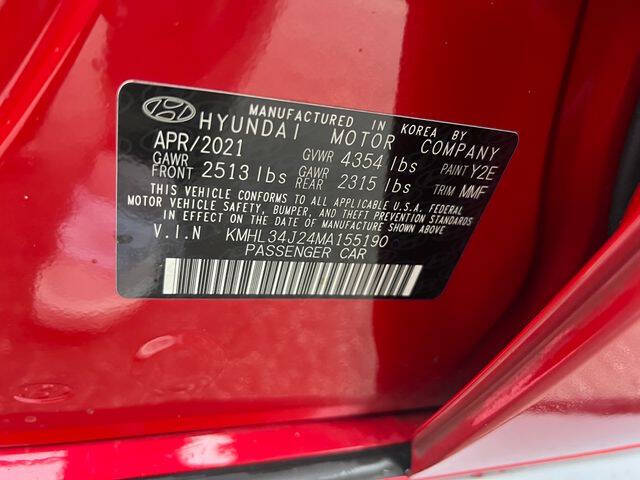 MANUFACTURED IN KOREA BY
HYUNDAI MOTOR COMPANY
APR/2021 GVWR 4354 lbs PAINT Y2E
GAWR FRONT 2513 lbs GAWR REAR 2315 lbs TRIM MMF
THIS VEHICLE CONFORMS TO ALL APPLICABLE U.S.A. FEDERAL
MOTOR VEHICLE SAFETY, BUMPER, AND THEFT PREVENTION STANDARDS
IN EFFECT ON THE DATE OF MANUFACTURE SHOWN ABOVE.
V.I.N KMHL34J24MA155190
PASSENGER CAR